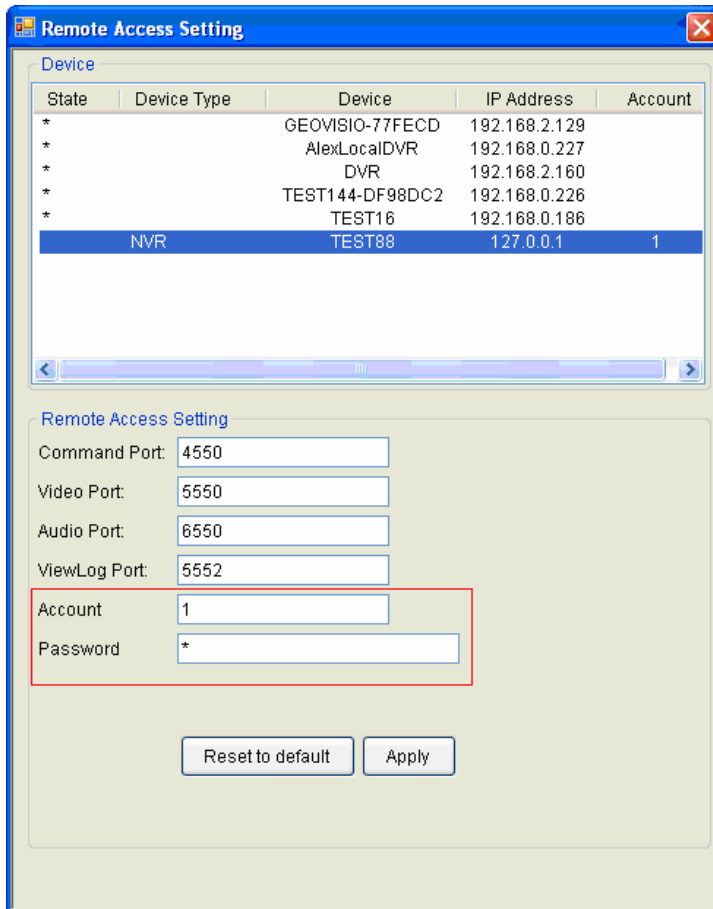 Remote Access Setting
Device
State Device Type Device IP Address Account
* GEOVISIO-77FECD 192.168.2.129
* AlexLocalDVR 192.168.0.227
* DVR 192.168.2.160
* TEST144-DF98DC2 192.168.0.226
* TEST16 192.168.0.186
NVR TEST88 127.0.0.1 1
Remote Access Setting
Command Port: 4550
Video Port: 5550
Audio Port: 6550
ViewLog Port: 5552
Account 1
Password *
Reset to default Apply